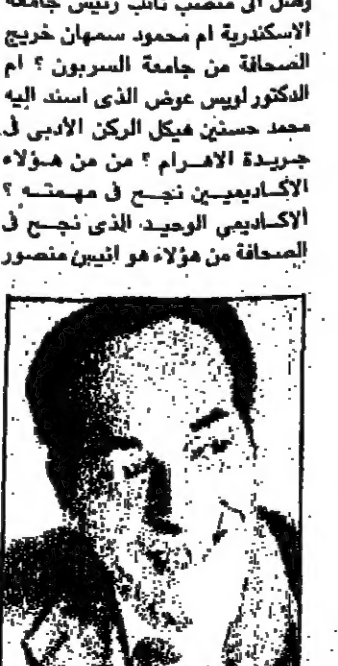 وصل الى منصب نائب رئيس جامعة
الاسكندرية ام محمود سمهان خريج
الصحافة من جامعة السربون ؟ ام
الدكتور لويس عوض الذى اسند اليه
محمد حسنين هيكل الركن الأدبى فى
جريدة الاهرام ؟ من من هؤلاء
الاكاديميين نجح فى مهمته ؟
الاكاديمي الوحيد الذى نجح فى
الصحافة من هؤلاء هو انيس منصور